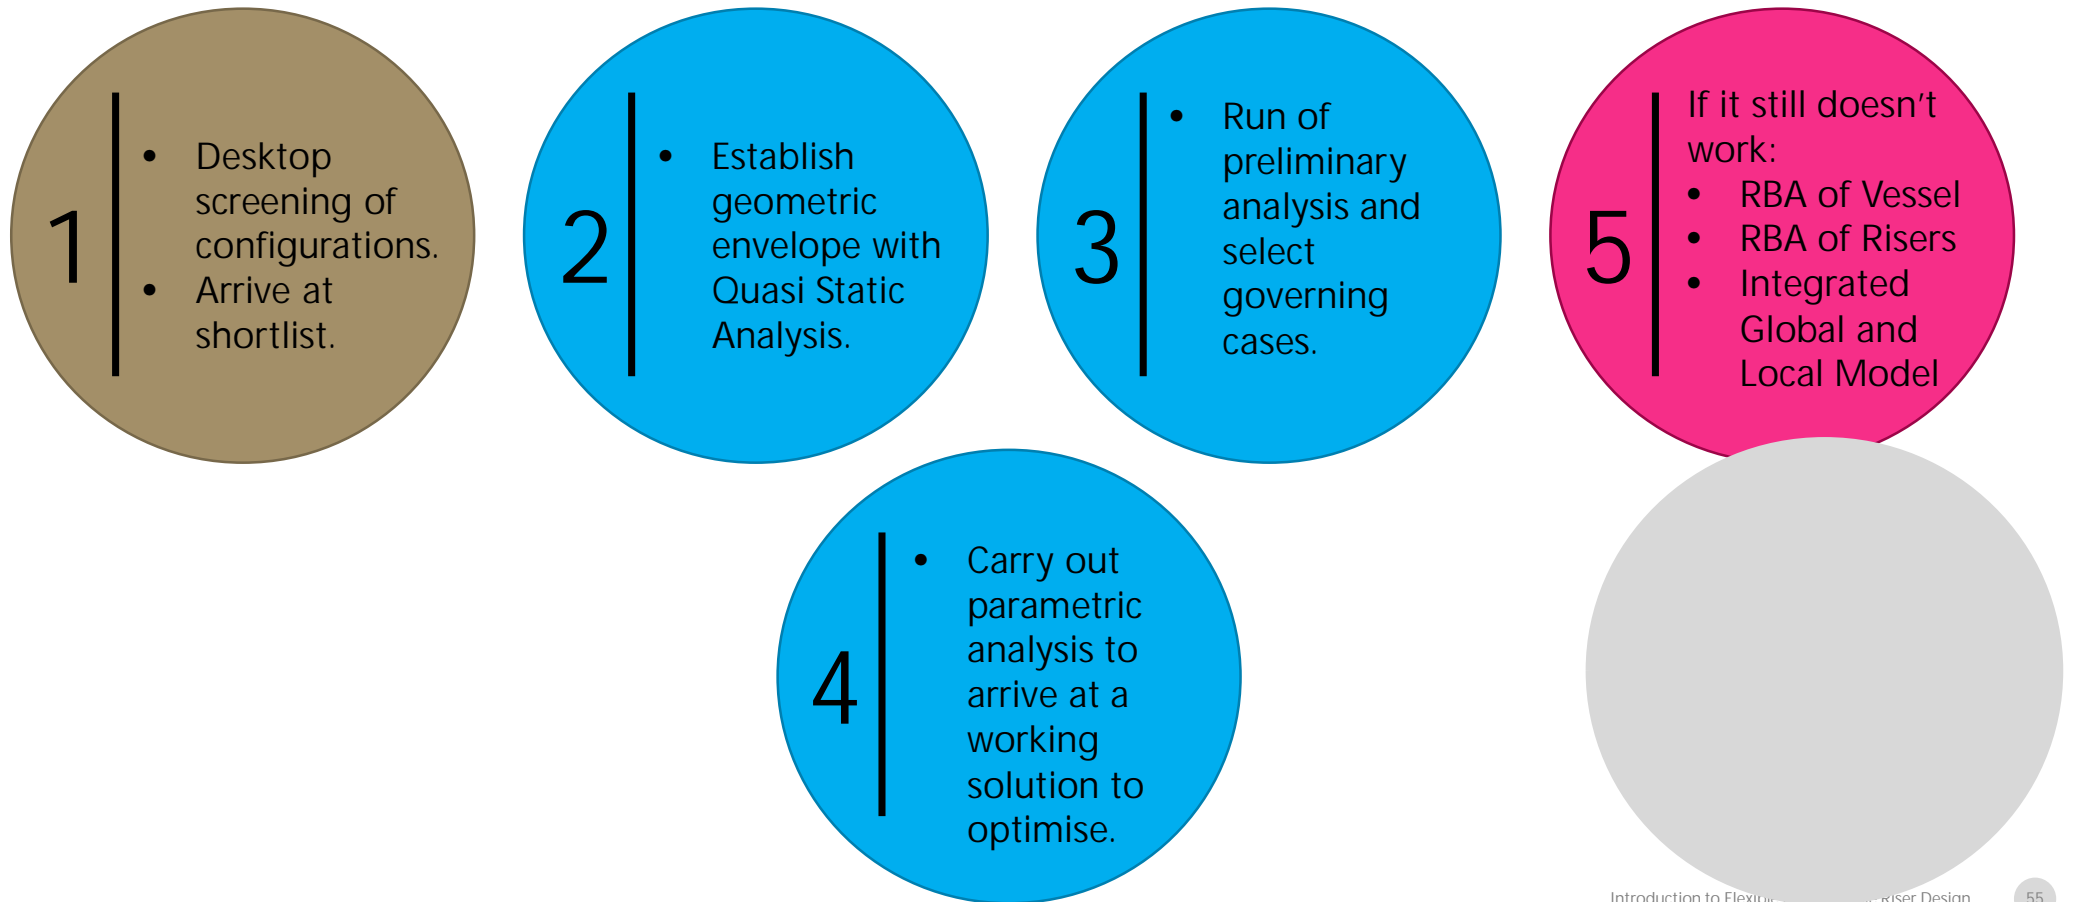 1
• Desktop
screening of
configurations.
• Arrive at
shortlist.
2
• Establish
geometric
envelope with
Quasi Static
Analysis.
3
• Run of
preliminary
analysis and
select
governing
cases.
5
If it still doesn't
work:
• RBA of Vessel
• RBA of Risers
• Integrated
Global and
Local Model
4
• Carry out
parametric
analysis to
arrive at a
working
solution to
optimise.
Introduction to Riser Design
55